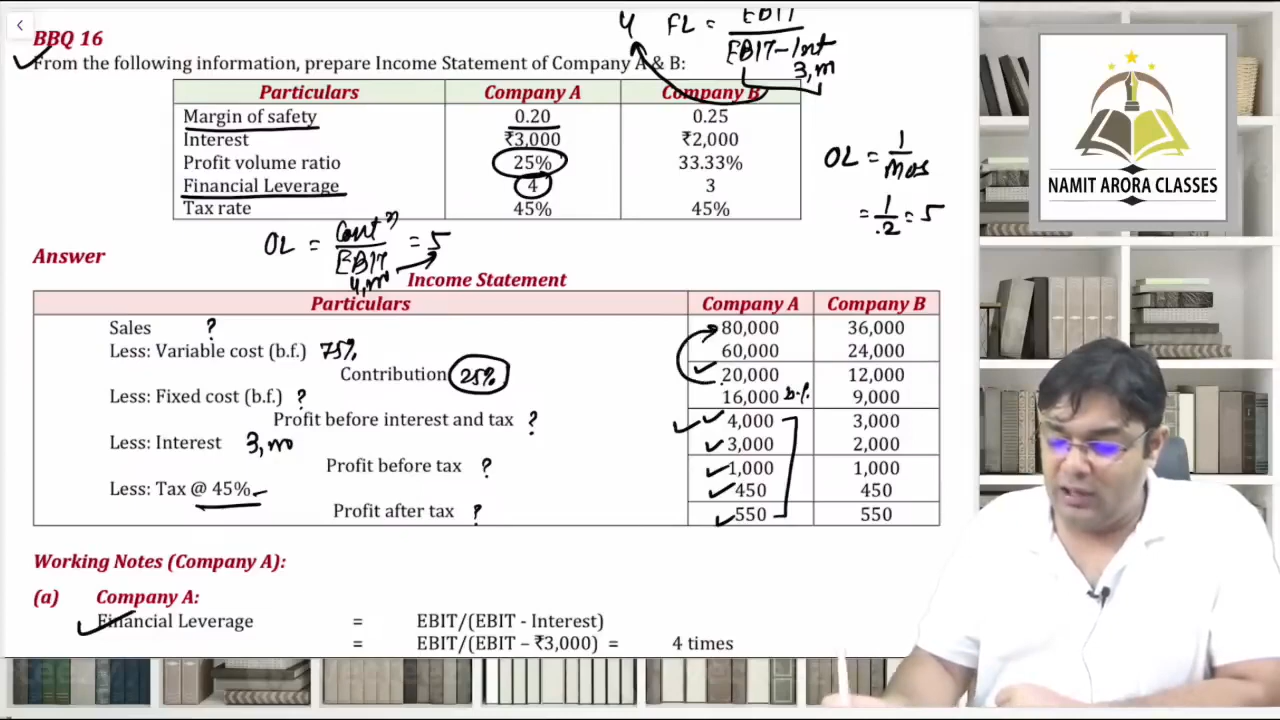 BBQ 16
4 FL = EBIT
EBIT-Int
3,m
From the following information, prepare Income Statement of Company A & B:
Particulars Company A Company B
Margin of safety 0.20 0.25
Interest ₹3,000 ₹2,000
Profit volume ratio 25% 33.33%
Financial Leverage 4 3
Tax rate 45% 45%
OL = 1
MOS
= 1 = 5
.2
NAMIT ARORA CLASSES
OL = Contn = 5
EBIT
4,m
Answer
Income Statement
Particulars Company A Company B
Sales ? 80,000 36,000
Less: Variable cost (b.f.) 75% 60,000 24,000
Contribution 25% 20,000 12,000
Less: Fixed cost (b.f.) ? 16,000 b.f. 9,000
Profit before interest and tax ? 4,000 3,000
Less: Interest 3,m 3,000 2,000
Profit before tax ? 1,000 1,000
Less: Tax @ 45% 450 450
Profit after tax ? 550 550
Working Notes (Company A):
(a) Company A:
Financial Leverage = EBIT/(EBIT - Interest)
= EBIT/(EBIT – ₹3,000) = 4 times